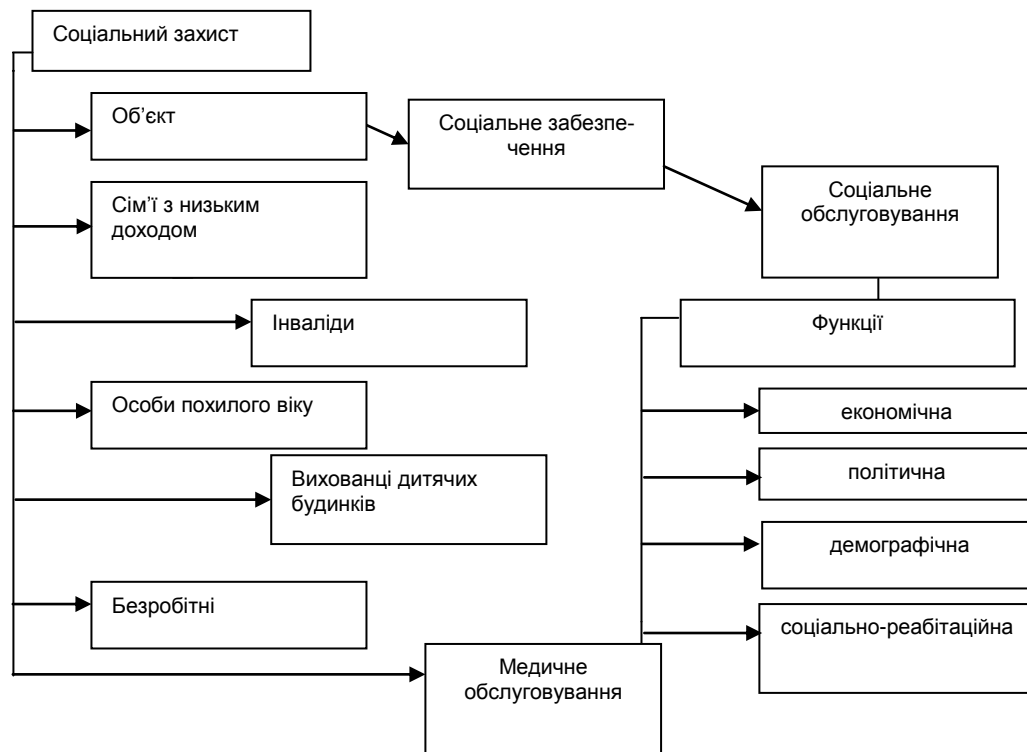 Соціальний захист
Об’єкт
Соціальне забезпе-
чення
Соціальне
обслуговування
Сім’ї з низьким
доходом
Інваліди
Функції
Особи похилого віку
економічна
Вихованці дитячих
будинків
політична
демографічна
Безробітні
соціально-реабітаційна
Медичне
обслуговування